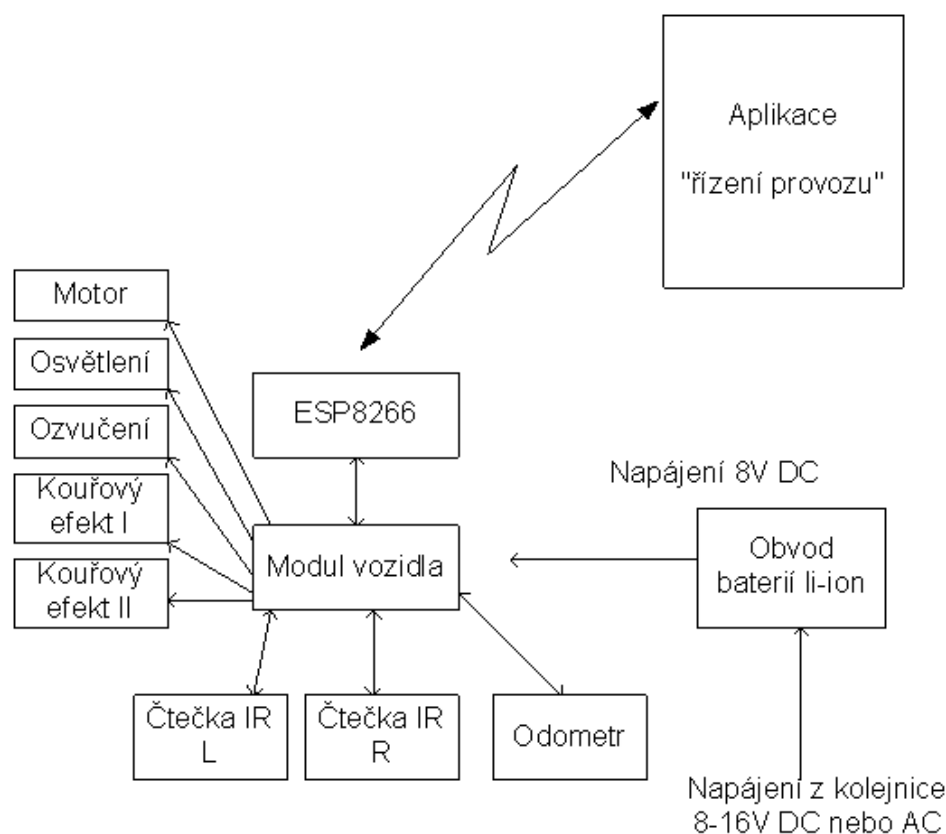 Aplikace
"řízení provozu"
Motor
Osvětlení
Ozvučení
Kouřový
efekt I
Kouřový
efekt II
ESP8266
Napájení 8V DC
Modul vozidla
Obvod
baterií li-ion
Čtečka IR
L
Čtečka IR
R
Odometr
Napájení z kolejnice
8-16V DC nebo AC